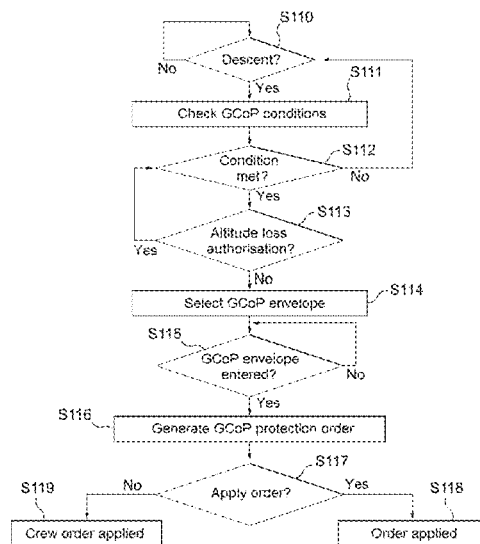 S110
Descent?
No
Yes
S111
Check GCoP conditions
S112
Condition
met?
No
Yes
S113
Altitude loss
authorisation?
Yes
No
S114
Select GCoP envelope
S115
GCoP envelope
entered?
No
Yes
S116
Generate GCoP protection order
S117
No
Apply order?
Yes
S119
S118
Crew order applied
Order applied